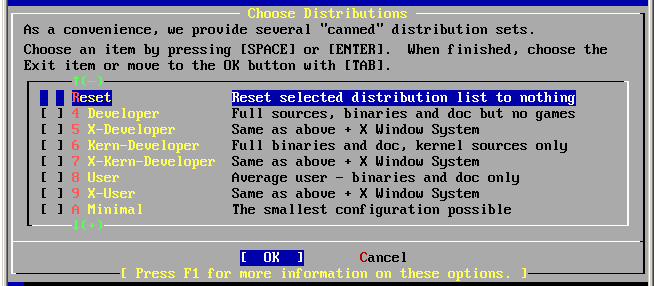 Choose Distributions
As a convenience, we provide several "canned" distribution sets.
Choose an item by pressing [SPACE] or [ENTER].  When finished, choose the
Exit item or move to the OK button with [TAB].
↑(-)
[ ] Reset Reset selected distribution list to nothing
[ ] 4 Developer Full sources, binaries and doc but no games
[ ] 5 X-Developer Same as above + X Window System
[ ] 6 Kern-Developer Full binaries and doc, kernel sources only
[ ] 7 X-Kern-Developer Same as above + X Window System
[ ] 8 User Average user - binaries and doc only
[ ] 9 X-User Same as above + X Window System
[ ] A Minimal The smallest configuration possible
↓(+)
[ OK ] Cancel
[ Press F1 for more information on these options. ]